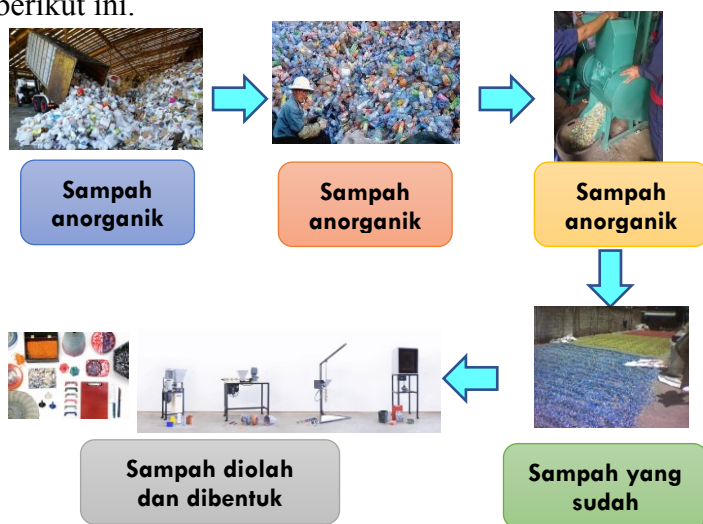 berikut ini.
Sampah
anorganik
Sampah
anorganik
Sampah
anorganik
Sampah diolah
dan dibentuk
Sampah yang
sudah